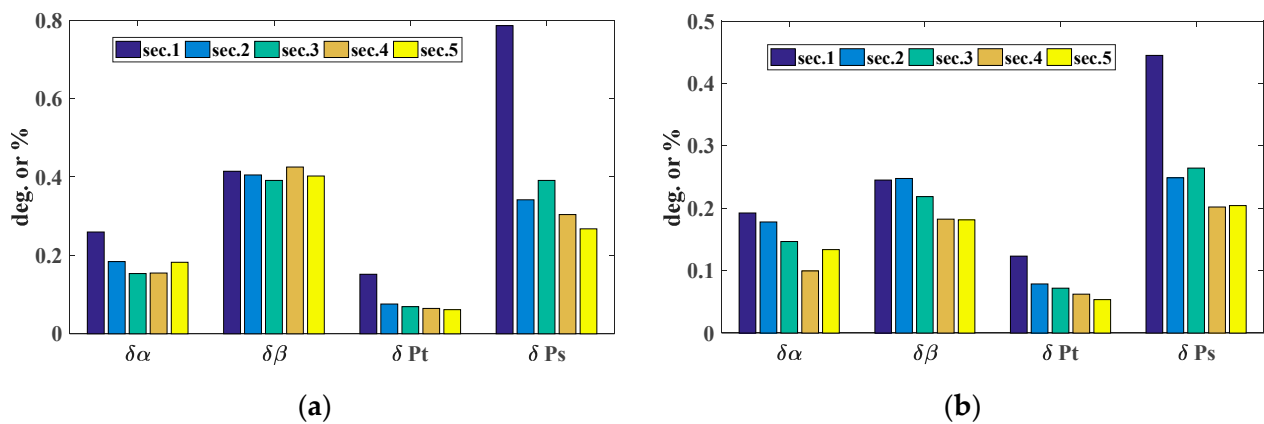 0.8
0.6
0.4
0.2
0
deg. or %
sec.1 sec.2 sec.3 sec.4 sec.5
δα δβ δ Pt δ Ps
(a)
0.5
0.4
0.3
0.2
0.1
0
deg. or %
sec.1 sec.2 sec.3 sec.4 sec.5
δα δβ δ Pt δ Ps
(b)